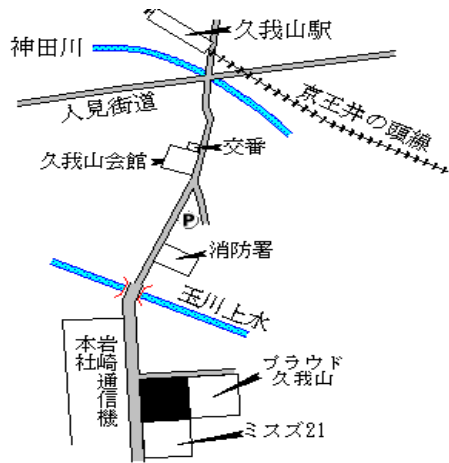 久我山駅
神田川
京王井の頭線
人見街道
交番
久我山会館
P
消防署
玉川上水
岩崎通信機
本社
プラウド
久我山
ミスズ21